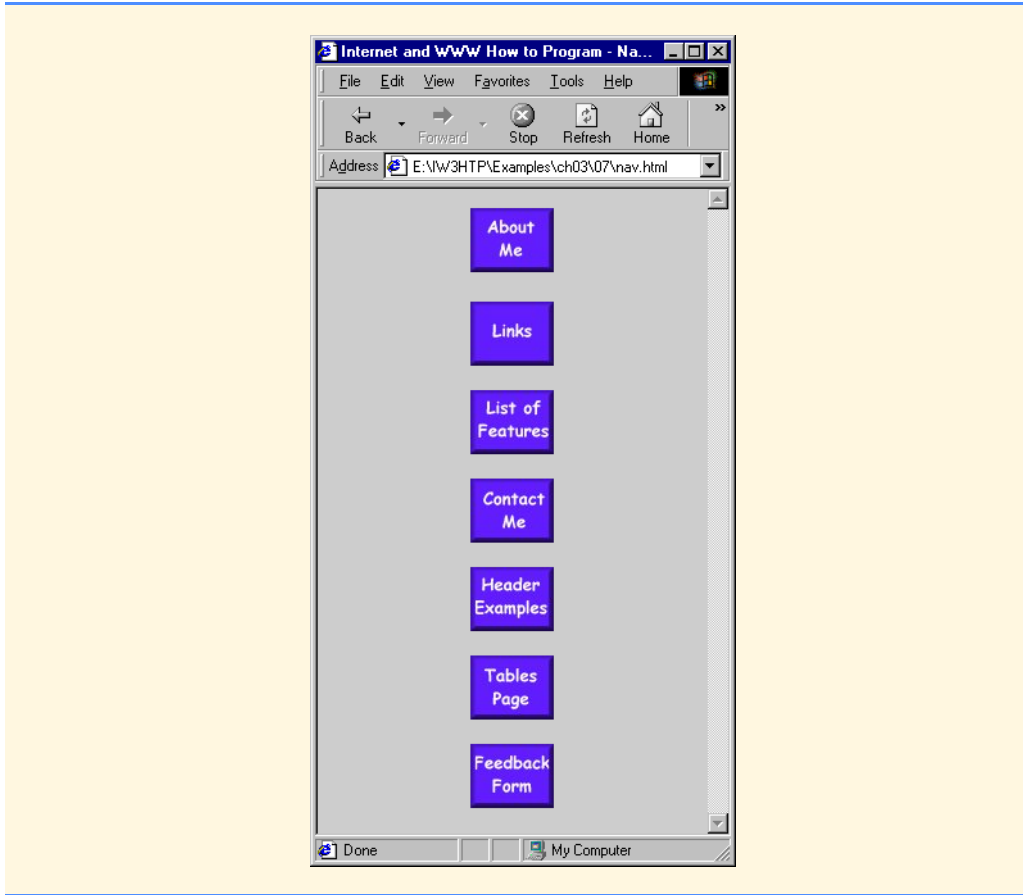 Internet and WWW How to Program - Na...
File Edit View Favorites Tools Help
»
Back Forward Stop Refresh Home
Address E:\IW3HTP\Examples\ch03\07\nav.html
About
Me
Links
List of
Features
Contact
Me
Header
Examples
Tables
Page
Feedback
Form
Done My Computer